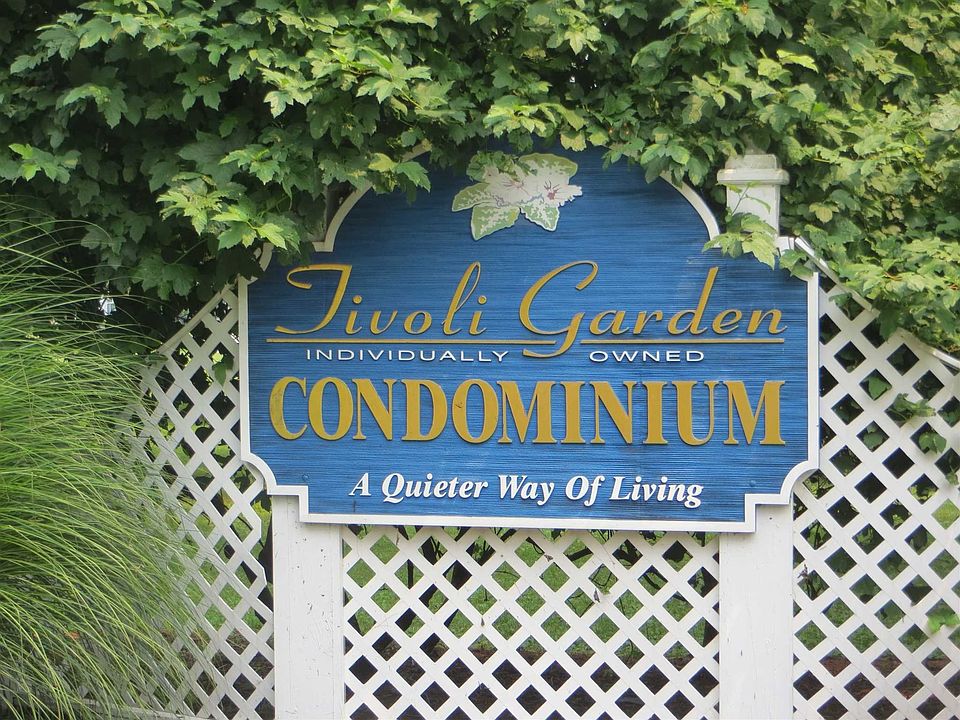 Tivoli Garden
INDIVIDUALLY OWNED
CONDOMINIUM
A Quieter Way Of Living